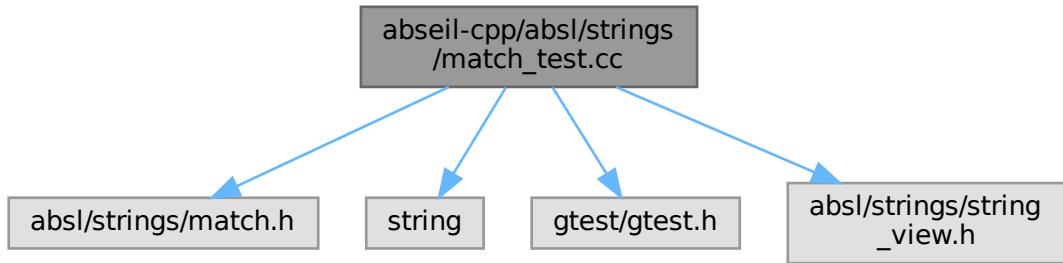 abseil-cpp/absl/strings
/match_test.cc
absl/strings/match.h
string
gtest/gtest.h
absl/strings/string
_view.h